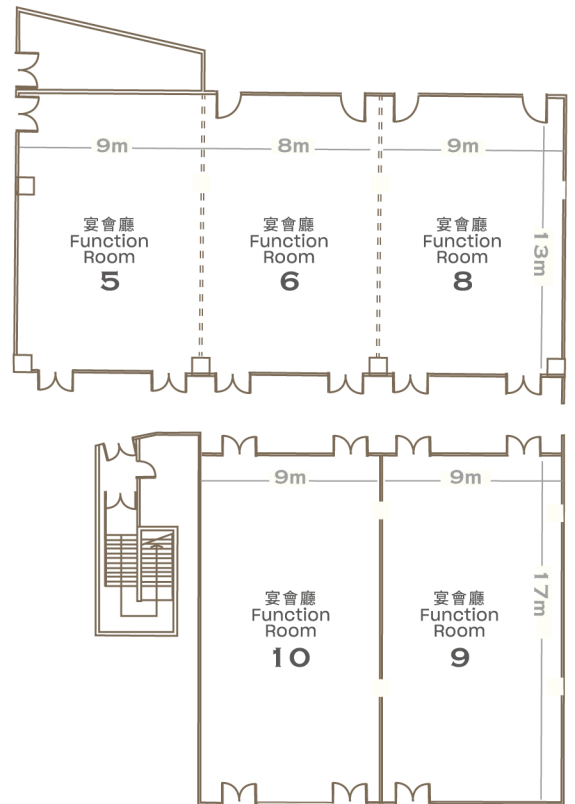 9m
8m
9m
宴會廳
Function
Room
5
宴會廳
Function
Room
6
宴會廳
Function
Room
8
13m
9m
9m
宴會廳
Function
Room
10
宴會廳
Function
Room
9
17m